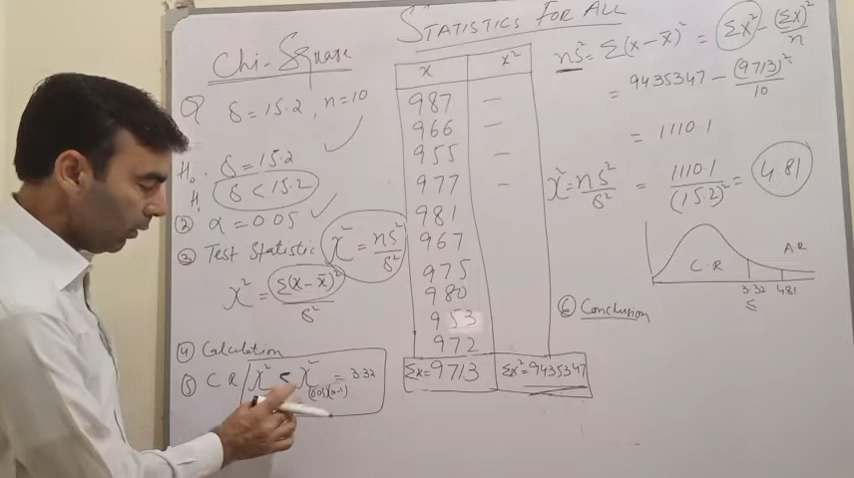 STATISTICS FOR ALL
Chi-Square
Q δ = 15.2, n = 10
H₀. δ = 15.2
H₁ δ < 15.2
② α = 0.05
③ Test Statistic χ² = ns²/δ²
χ² = Σ(x-x̄)²/δ²
④ Calculation
⑤ C R χ² ≤ χ² (0.05)(n-1) = 3.32
x x²
987 —
966 —
955 —
977 —
981
967
975
980
953
972
Σx = 9713 Σx² = 9435347
ns² = Σ(x-x̄)² = Σx² - (Σx)²/n
= 9435347 - (9713)²/10
= 1110.1
χ² = ns²/δ² = 1110.1/(15.2)² = 4.81
C.R A.R
3.32 4.81
≤
⑥ Conclusion